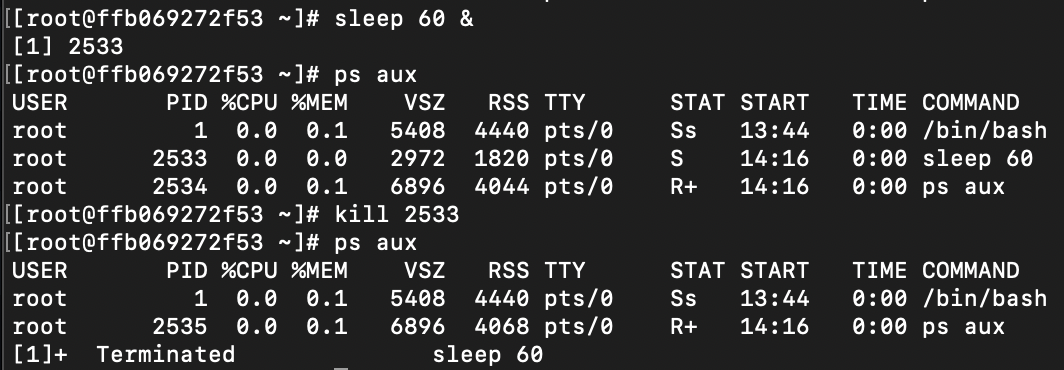 [[root@ffb069272f53 ~]# sleep 60 &
[1] 2533
[[root@ffb069272f53 ~]# ps aux
USER       PID %CPU %MEM    VSZ   RSS TTY      STAT START   TIME COMMAND
root         1  0.0  0.1   5408  4440 pts/0    Ss   13:44   0:00 /bin/bash
root      2533  0.0  0.0   2972  1820 pts/0    S    14:16   0:00 sleep 60
root      2534  0.0  0.1   6896  4044 pts/0    R+   14:16   0:00 ps aux
[[root@ffb069272f53 ~]# kill 2533
[[root@ffb069272f53 ~]# ps aux
USER       PID %CPU %MEM    VSZ   RSS TTY      STAT START   TIME COMMAND
root         1  0.0  0.1   5408  4440 pts/0    Ss   13:44   0:00 /bin/bash
root      2535  0.0  0.1   6896  4068 pts/0    R+   14:16   0:00 ps aux
[1]+  Terminated              sleep 60